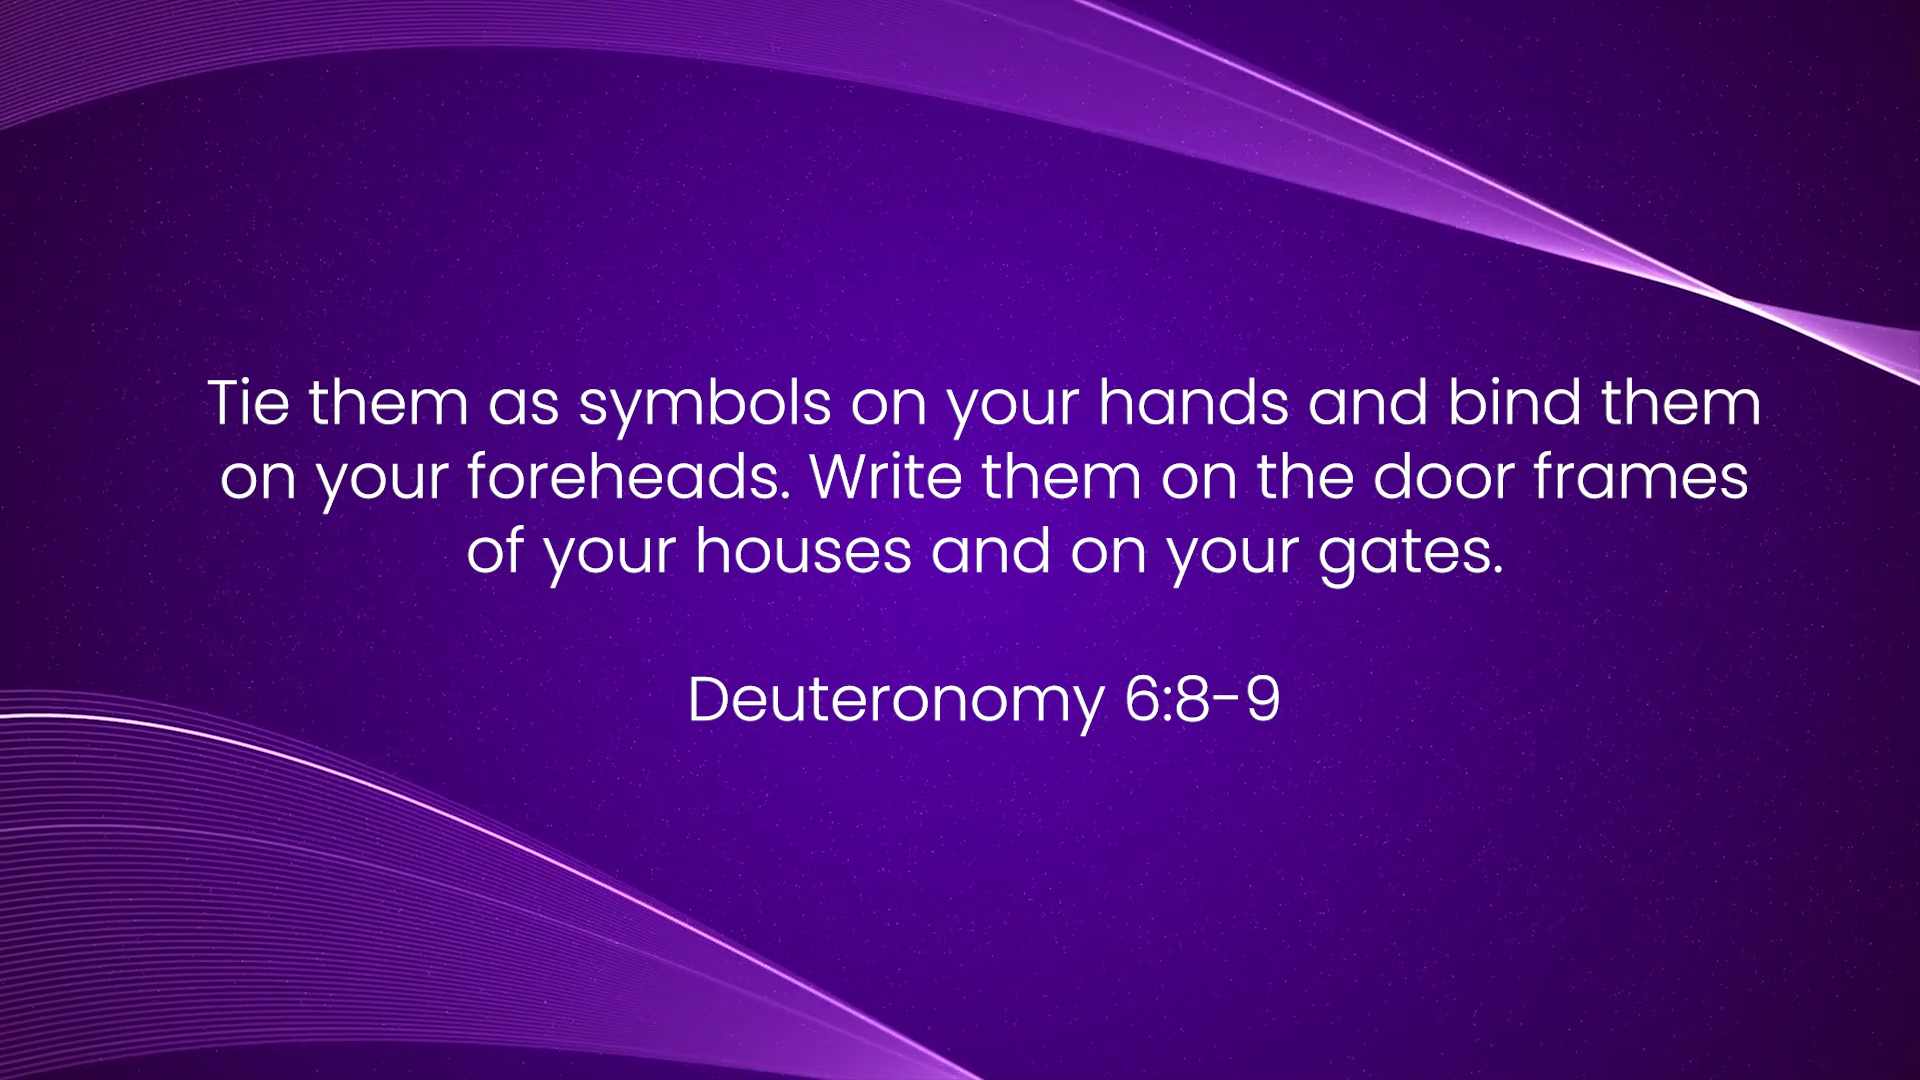 Tie them as symbols on your hands and bind them
on your foreheads. Write them on the door frames
of your houses and on your gates.
Deuteronomy 6:8-9